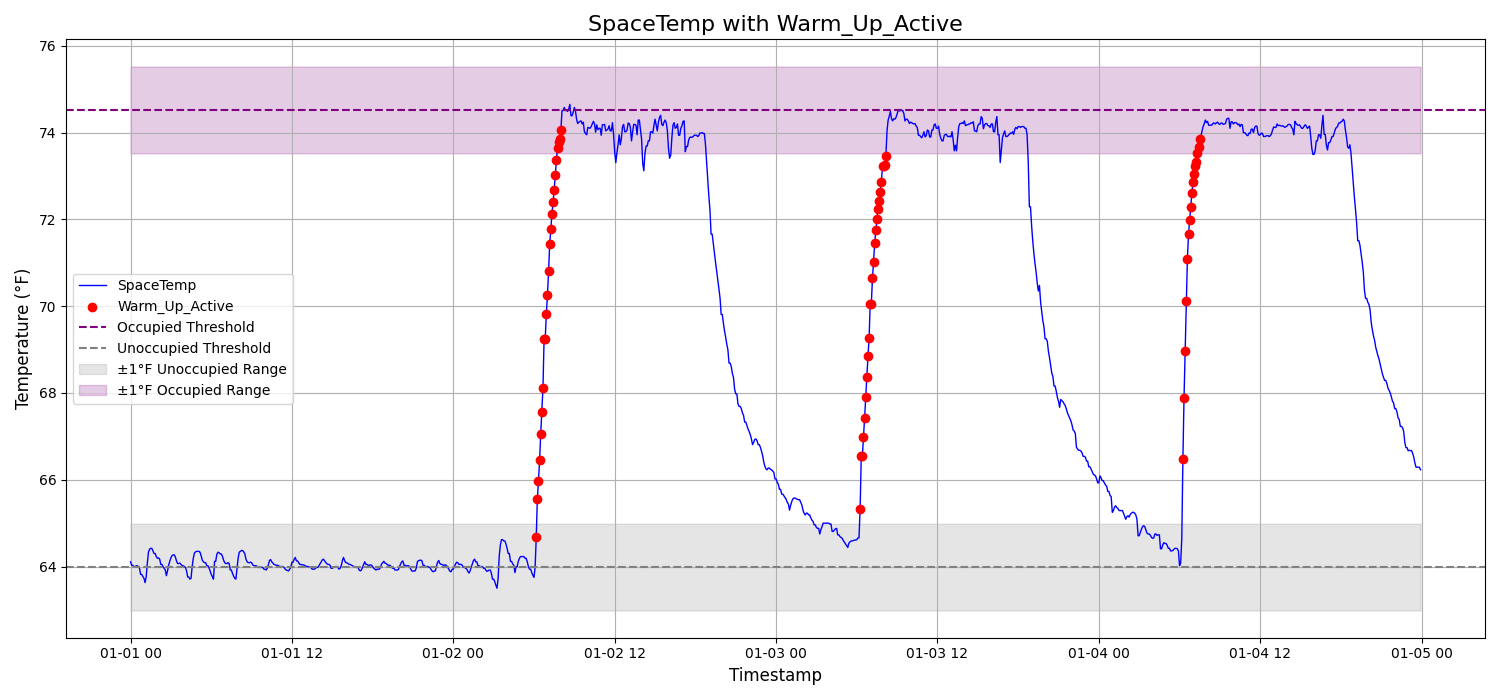 SpaceTemp with Warm_Up_Active
Temperature (°F)
76
74
72
70
68
66
64
SpaceTemp
Warm_Up_Active
Occupied Threshold
Unoccupied Threshold
±1°F Unoccupied Range
±1°F Occupied Range
01-01 00
01-01 12
01-02 00
01-02 12
01-03 00
01-03 12
01-04 00
01-04 12
01-05 00
Timestamp